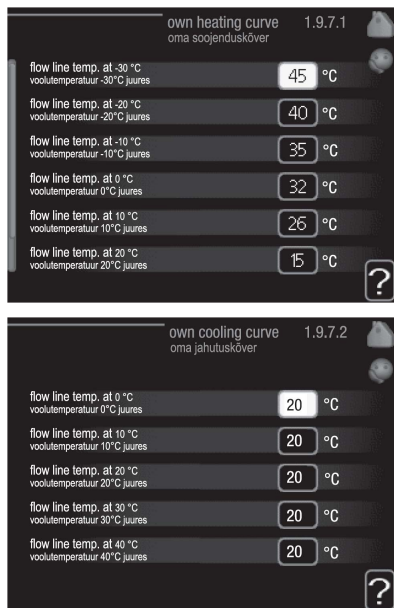 own heating curve 1.9.7.1
oma soojendusköver
flow line temp. at -30 °C
voolutemperatuur -30°C juures
45 °C
flow line temp. at -20 °C
voolutemperatuur -20°C juures
40 °C
flow line temp. at -10 °C
voolutemperatuur -10°C juures
35 °C
flow line temp. at 0 °C
voolutemperatuur 0°C juures
32 °C
flow line temp. at 10 °C
voolutemperatuur 10°C juures
26 °C
flow line temp. at 20 °C
voolutemperatuur 20°C juures
15 °C
?
own cooling curve 1.9.7.2
oma jahutusköver
flow line temp. at 0 °C
voolutemperatuur 0°C juures
20 °C
flow line temp. at 10 °C
voolutemperatuur 10°C juures
20 °C
flow line temp. at 20 °C
voolutemperatuur 20°C juures
20 °C
flow line temp. at 30 °C
voolutemperatuur 30°C juures
20 °C
flow line temp. at 40 °C
voolutemperatuur 40°C juures
20 °C
?